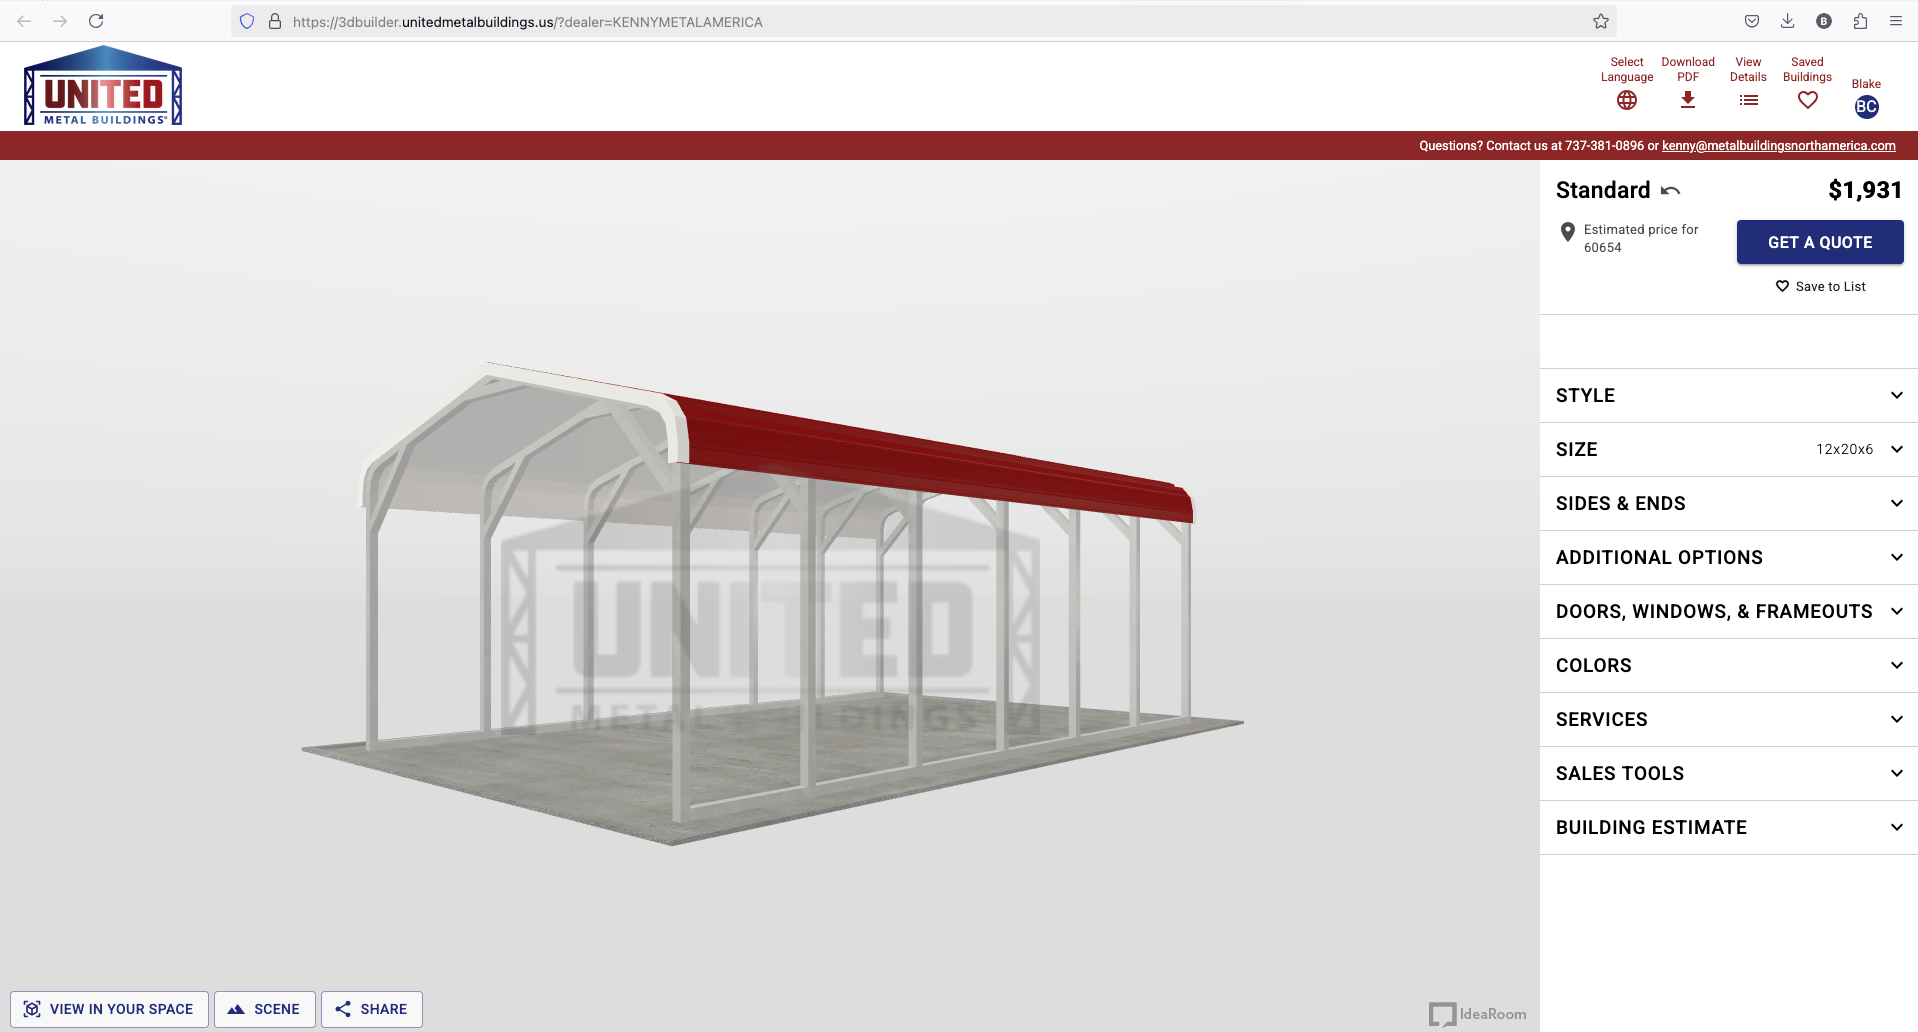 https://3dbuilder.unitedmetalbuildings.us/?dealer=KENNYMETALAMERICA
B
UNITED
METAL BUILDINGS®
Select
Language
Download
PDF
View
Details
Saved
Buildings
Blake
BC
Questions? Contact us at 737-381-0896 or kenny@metalbuildingsnorthamerica.com
Standard
$1,931
Estimated price for
60654
GET A QUOTE
Save to List
STYLE
SIZE 12x20x6
SIDES & ENDS
ADDITIONAL OPTIONS
DOORS, WINDOWS, & FRAMEOUTS
COLORS
SERVICES
SALES TOOLS
BUILDING ESTIMATE
UNITED
METAL BUILDINGS
VIEW IN YOUR SPACE
SCENE
SHARE
IdeaRoom